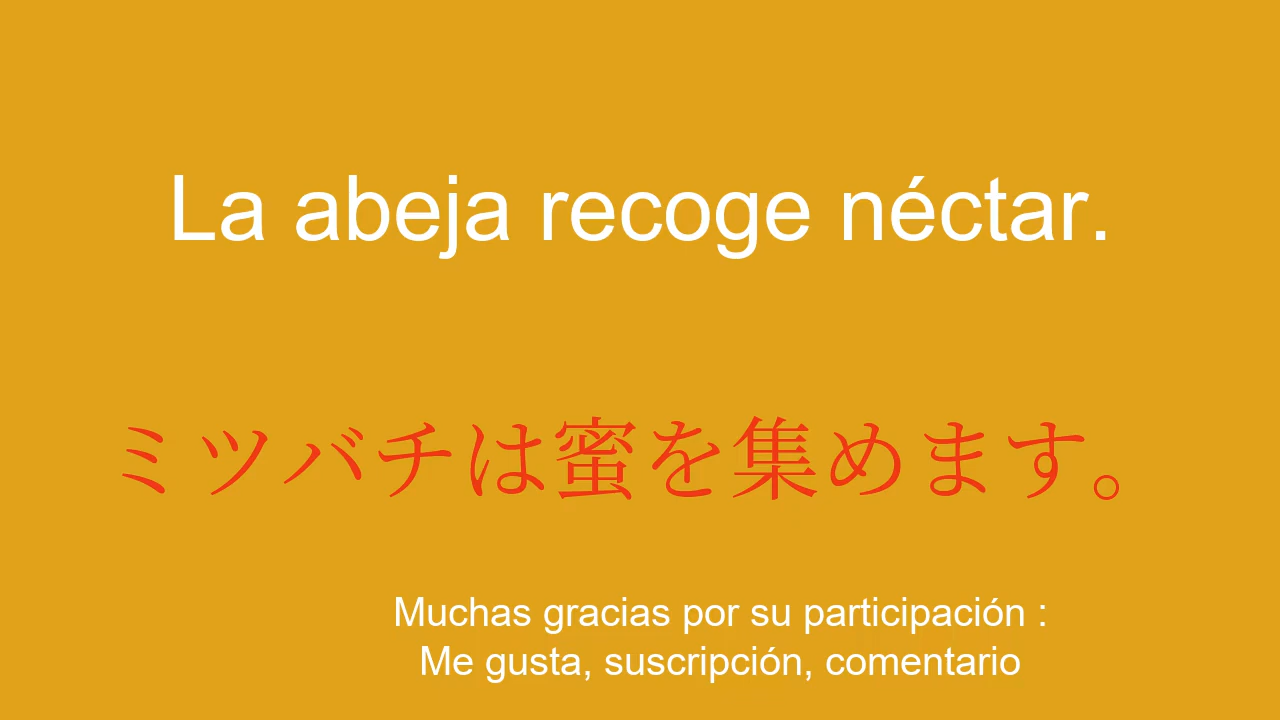 La abeja recoge néctar.
ミツバチは蜜を集めます。
Muchas gracias por su participación :
Me gusta, suscripción, comentario